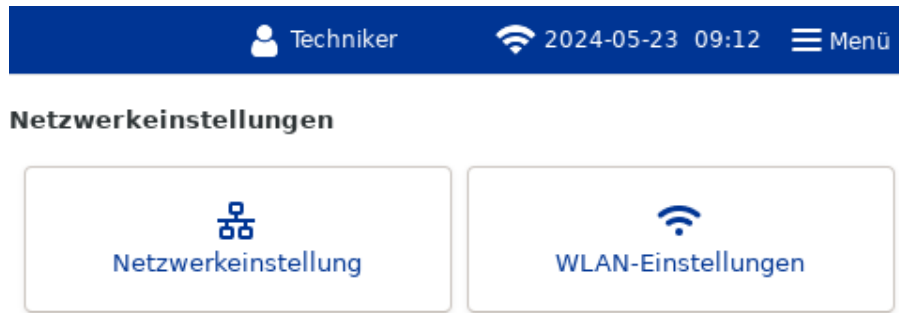 Techniker 2024-05-23 09:12 Menü
Netzwerkeinstellungen
Netzwerkeinstellung WLAN-Einstellungen